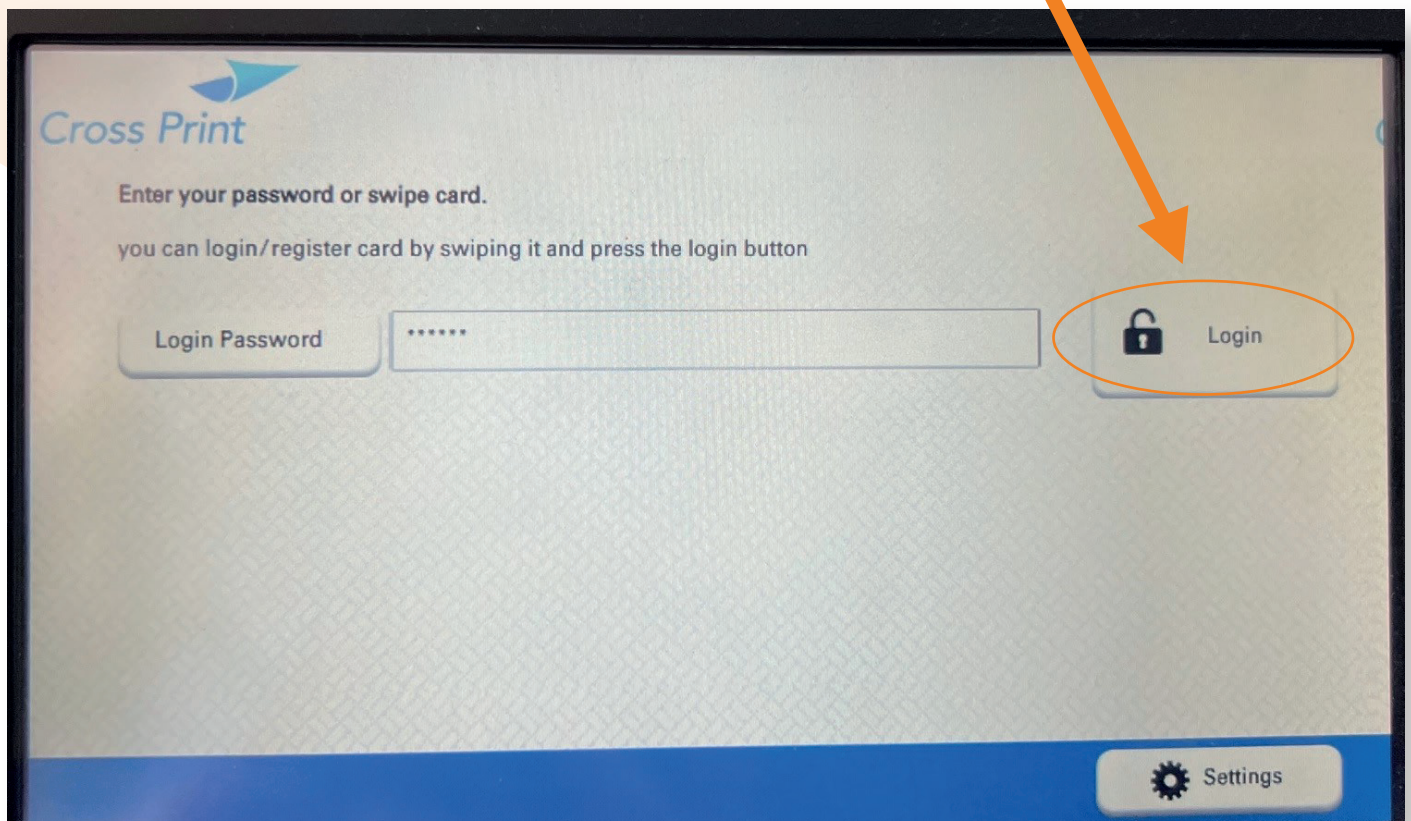 Cross Print
Enter your password or swipe card.
you can login/register card by swiping it and press the login button
Login Password
******
Login
Settings